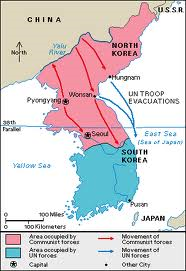 CHINA
U.S.S.R
North
Yalu
River
NORTH
KOREA
Hungnam
Wonsan
Pyongyang
UN TROOP
EVACUATIONS
38th
Parallel
East Sea
(Sea of Japan)
Seoul
SOUTH
KOREA
Yellow Sea
Pusan
JAPAN
0 100 Miles
0 100 Kilometers
Area occupied by
Communist forces
Movement of
Communist forces
Area occupied by
UN forces
Movement of
UN forces
Capital
Other City